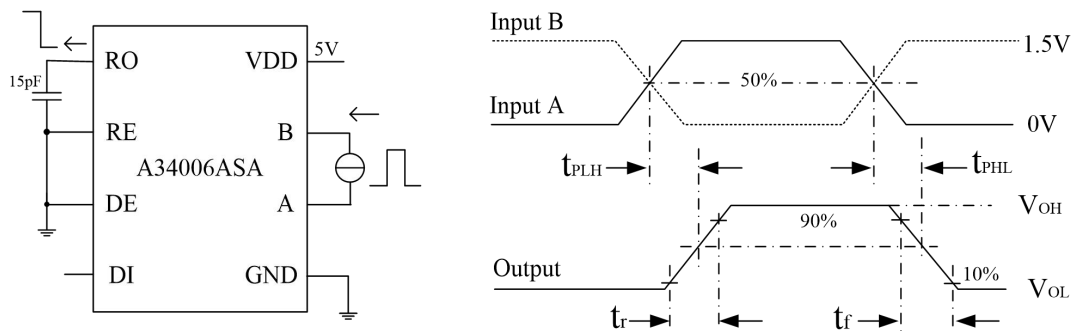 RO
VDD
5V
15pF
RE
B
A34006ASA
DE
A
DI
GND
Input B
1.5V
50%
Input A
0V
tPLH
tPHL
VOH
90%
Output
10%
VOL
tr
tf